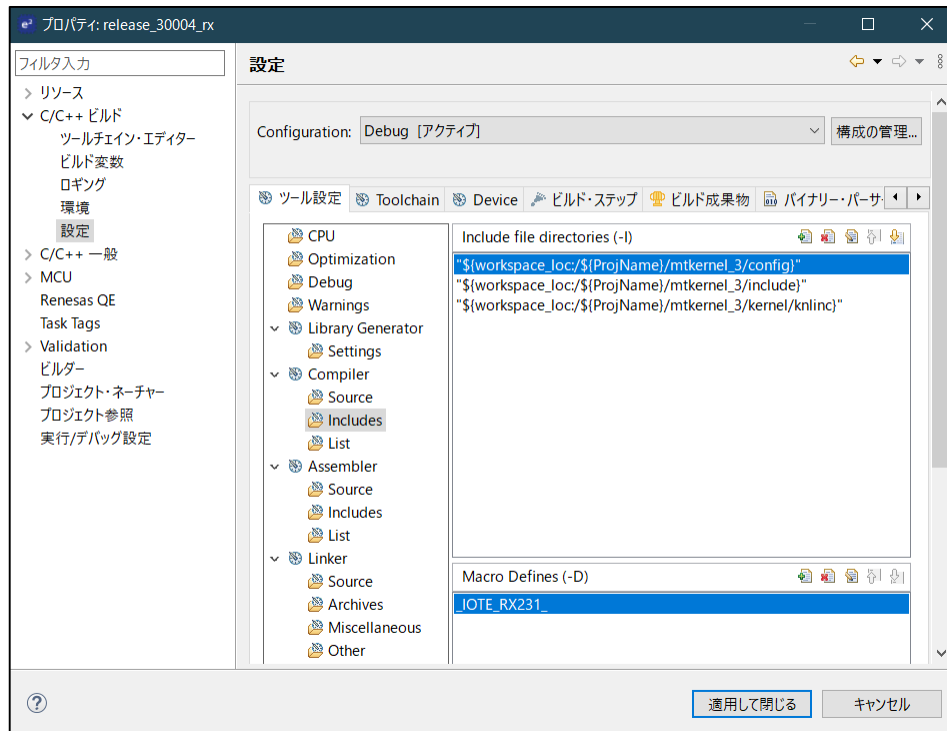 e² プロパティ: release_30004_rx
フィルタ入力
設定
リソース
C/C++ ビルド
ツールチェイン・エディター
ビルド変数
ロギング
環境
設定
C/C++ 一般
MCU
Renesas QE
Task Tags
Validation
ビルダー
プロジェクト・ネーチャー
プロジェクト参照
実行/デバッグ設定
Configuration: Debug [アクティブ] 構成の管理...
ツール設定 Toolchain Device ビルド・ステップ ビルド成果物 バイナリー・パーサ
CPU
Optimization
Debug
Warnings
Library Generator
Settings
Compiler
Source
Includes
List
Assembler
Source
Includes
List
Linker
Source
Archives
Miscellaneous
Other
Include file directories (-I)
"${workspace_loc:/${ProjName}/mtkernel_3/config}"
"${workspace_loc:/${ProjName}/mtkernel_3/include}"
"${workspace_loc:/${ProjName}/mtkernel_3/kernel/knlinc}"
Macro Defines (-D)
_IOTE_RX231_
? 適用して閉じる キャンセル